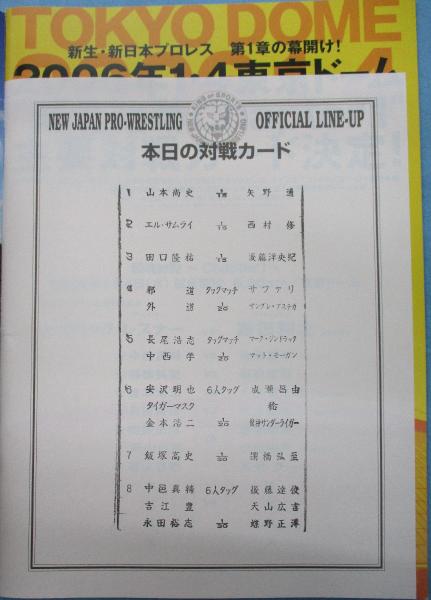 TOKYO DOME
新生・新日本プロレス 第1章の幕開け!
2006年1・4東京ドーム
NEW JAPAN PRO-WRESTLING OFFICIAL LINE-UP
本日の対戦カード
1 山本尚史 1/15 矢野通
2 エル・サムライ 1/15 西村修
3 田口隆祐 1/15 後藤洋央紀
4 邪道 タッグマッチ サファリ
外道 1/20 サングレ・アステカ
5 長尾浩志 タッグマッチ マーク・ジンドラック
中西学 1/20 マット・モーガン
6 安沢明也 6人タッグ 成瀬昌由
タイガーマスク 稔
金本浩二 1/20 獣神サンダーライガー
7 飯塚高史 1/20 棚橋弘至
8 中邑真輔 6人タッグ 後藤達俊
吉江豊 天山広吉
永田裕志 1/30 蝶野正洋